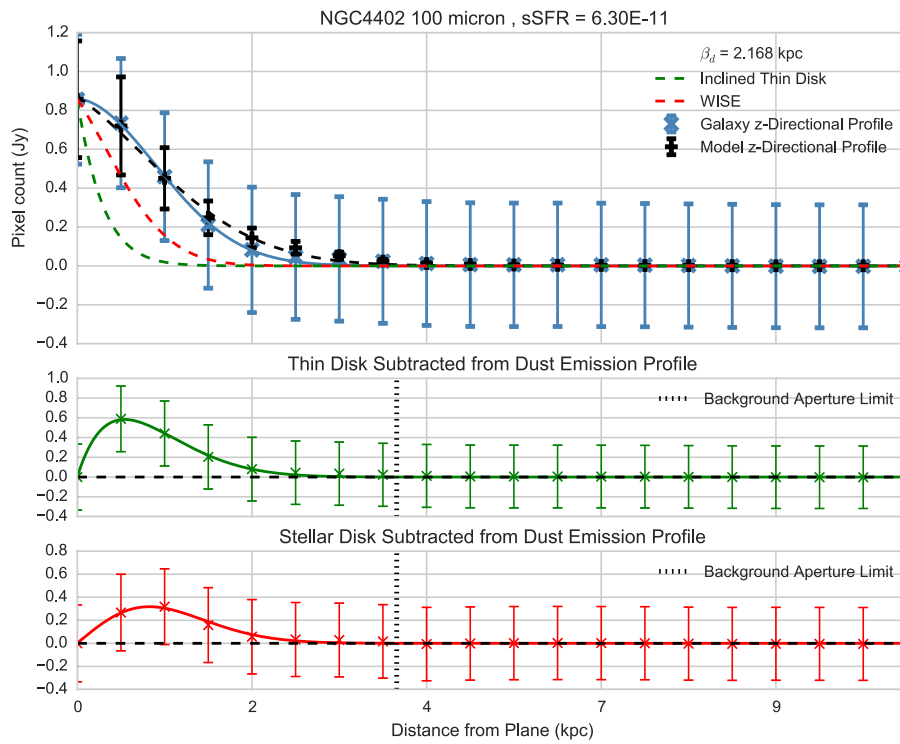 NGC4402 100 micron , sSFR = 6.30E-11
1.2
1.0
0.8
0.6
0.4
0.2
0.0
−0.2
−0.4
Pixel count (Jy)
β_d = 2.168 kpc
Inclined Thin Disk
WISE
Galaxy z-Directional Profile
Model z-Directional Profile
Thin Disk Subtracted from Dust Emission Profile
1.0
0.8
0.6
0.4
0.2
0.0
−0.2
−0.4
Background Aperture Limit
Stellar Disk Subtracted from Dust Emission Profile
0.8
0.6
0.4
0.2
0.0
−0.2
−0.4
Background Aperture Limit
0 2 4 7 9
Distance from Plane (kpc)